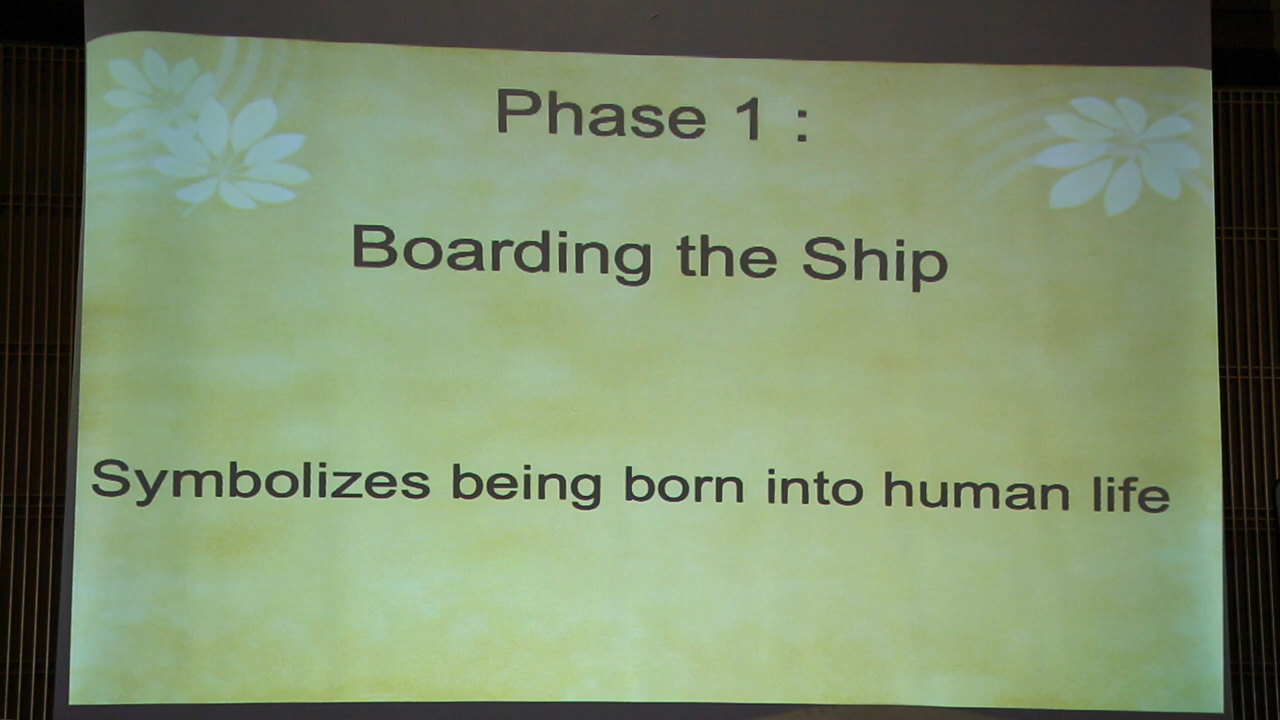 Phase 1 :
Boarding the Ship
Symbolizes being born into human life